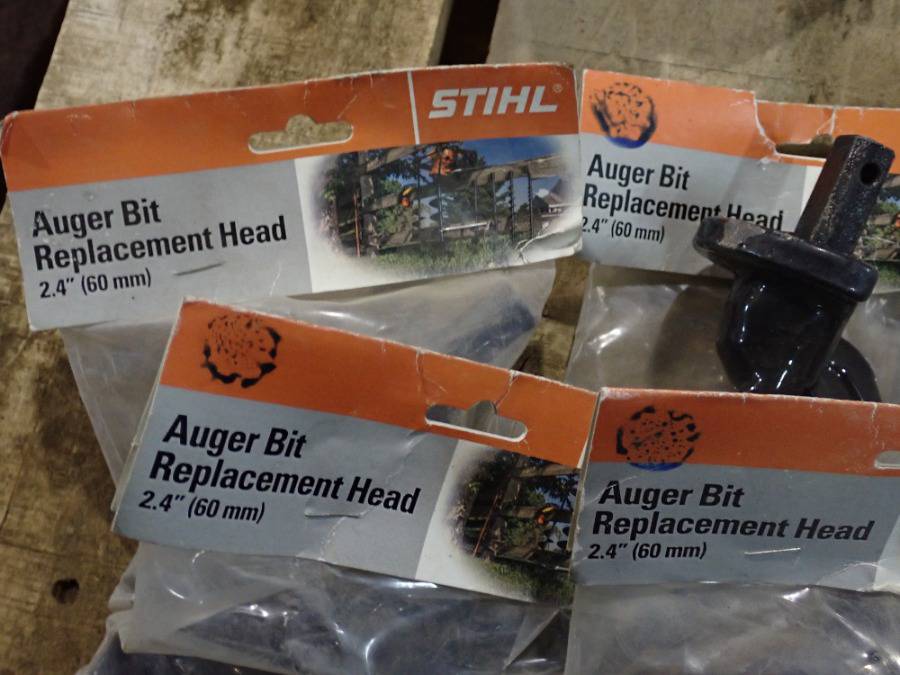 STIHL®
Auger Bit
Replacement Head
2.4" (60 mm)
Auger Bit
Replacement Head
2.4" (60 mm)
Auger Bit
Replacement Head
2.4" (60 mm)
Auger Bit
Replacement Head
2.4" (60 mm)